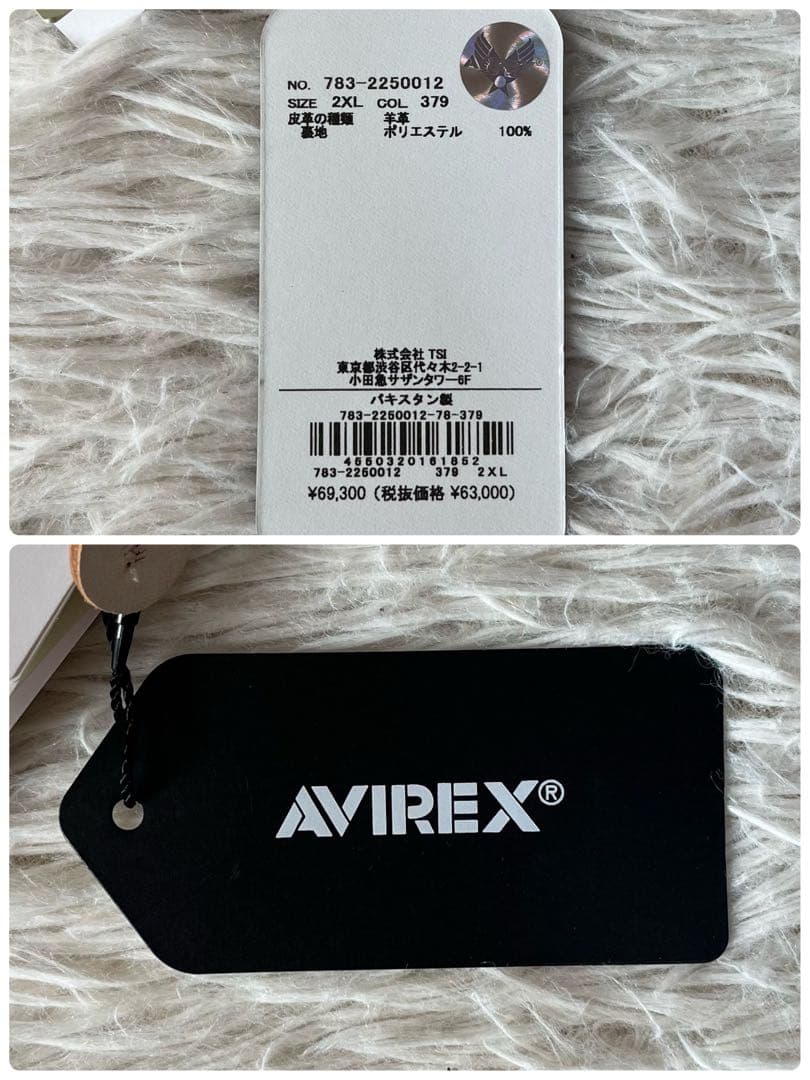 NO. 783-2250012
SIZE 2XL COL 379
皮革の種類 羊革
裏地 ポリエステル 100%
株式会社 TSI
東京都渋谷区代々木2-2-1
小田急サザンタワー6F
パキスタン製
783-2250012-78-379
4550320161852
783-2250012 379 2XL
¥69,300 (税抜価格 ¥63,000)
AVIREX®